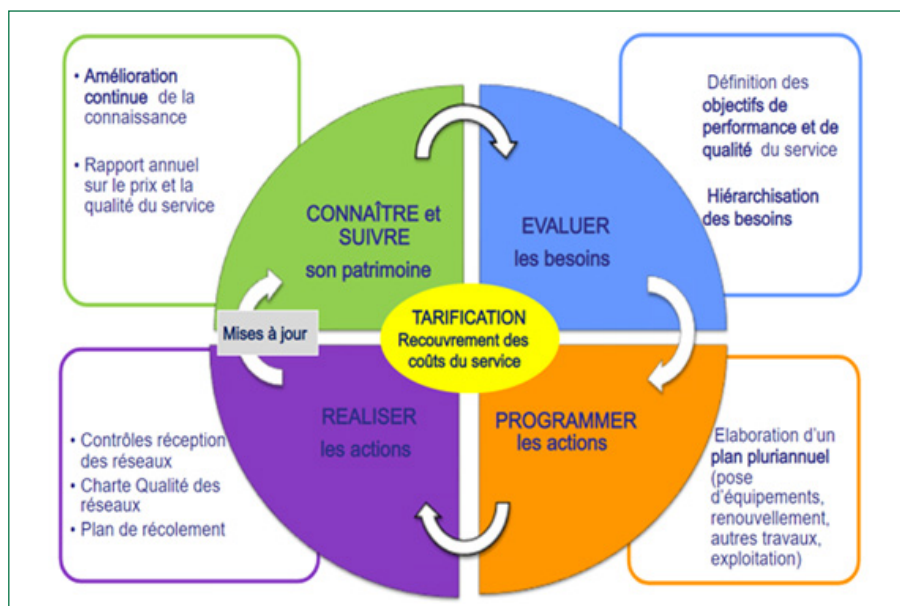 • Amélioration
continue de la
connaissance
• Rapport annuel
sur le prix et la
qualité du service
CONNAÎTRE et
SUIVRE
son patrimoine
EVALUER
les besoins
Définition des
objectifs de
performance et de
qualité du service
Hiérarchisation
des besoins
Mises à jour
TARIFICATION
Recouvrement des
coûts du service
REALISER
les actions
PROGRAMMER
les actions
• Contrôles réception
des réseaux
• Charte Qualité des
réseaux
• Plan de récolement
Elaboration d'un
plan pluriannuel
(pose
d'équipements,
renouvellement,
autres travaux,
exploitation)